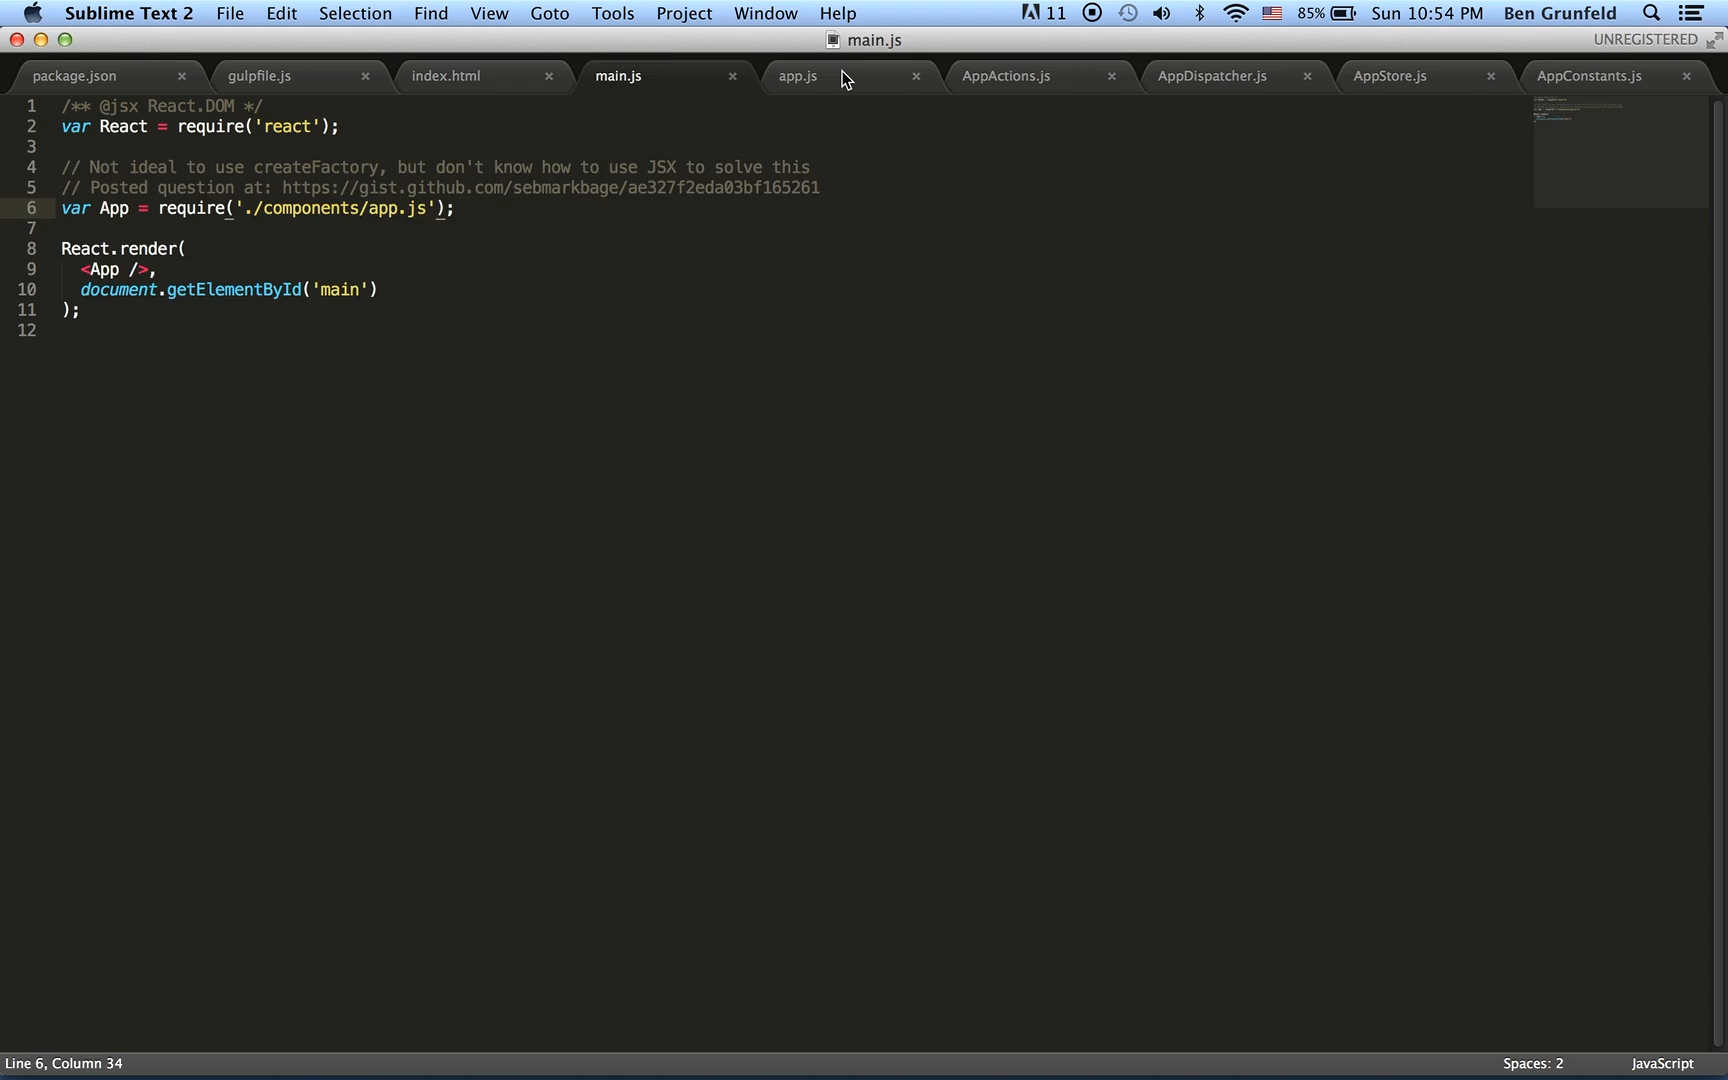 Sublime Text 2 File Edit Selection Find View Goto Tools Project Window Help 11 85% Sun 10:54 PM Ben Grunfeld
main.js UNREGISTERED
package.json gulpfile.js index.html main.js app.js AppActions.js AppDispatcher.js AppStore.js AppConstants.js
1 /** @jsx React.DOM */
2 var React = require('react');
3
4 // Not ideal to use createFactory, but don't know how to use JSX to solve this
5 // Posted question at: https://gist.github.com/sebmarkbage/ae327f2eda03bf165261
6 var App = require('./components/app.js');
7
8 React.render(
9 <App />,
10 document.getElementById('main')
11 );
12
Line 6, Column 34 Spaces: 2 JavaScript